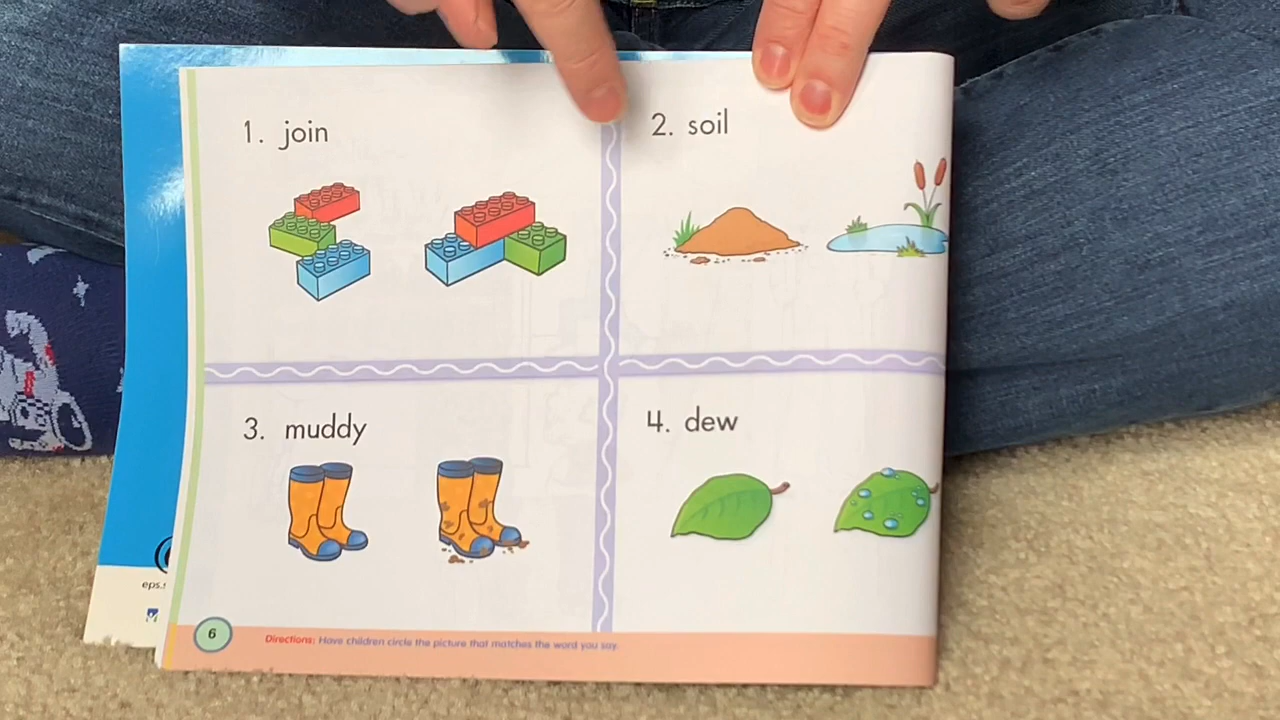 1. join
2. soil
3. muddy
4. dew
eps.
6
Directions: Have children circle the picture that matches the word you say.